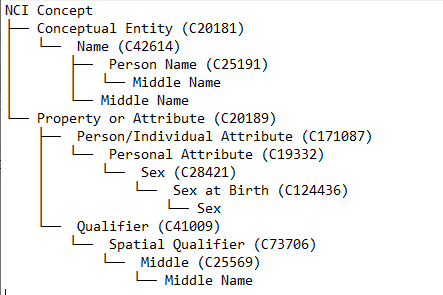 NCI Concept
├── Conceptual Entity (C20181)
│   └── Name (C42614)
│       ├── Person Name (C25191)
│       │   └── Middle Name
│       └── Middle Name
└── Property or Attribute (C20189)
    ├── Person/Individual Attribute (C171087)
    │   └── Personal Attribute (C19332)
    │       └── Sex (C28421)
    │           └── Sex at Birth (C124436)
    │               └── Sex
    └── Qualifier (C41009)
        └── Spatial Qualifier (C73706)
            └── Middle (C25569)
                └── Middle Name